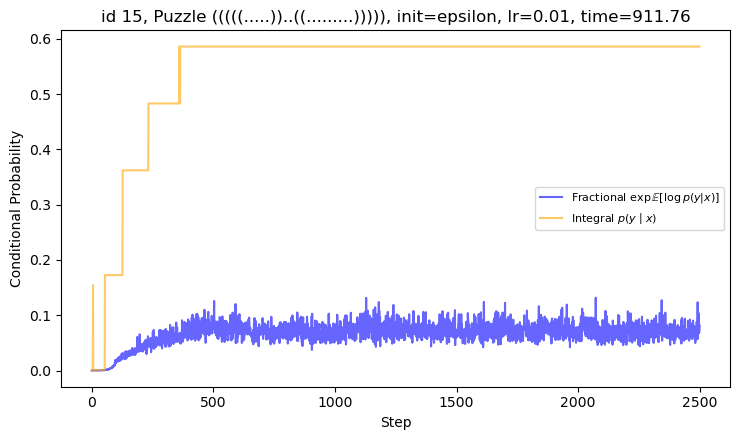 id 15, Puzzle (((((.....))..((.........))))), init=epsilon, lr=0.01, time=911.76
Conditional Probability
0.6
0.5
0.4
0.3
0.2
0.1
0.0
Fractional exp𝔼[log p(y|x)]
Integral p(y | x)
0 500 1000 1500 2000 2500
Step